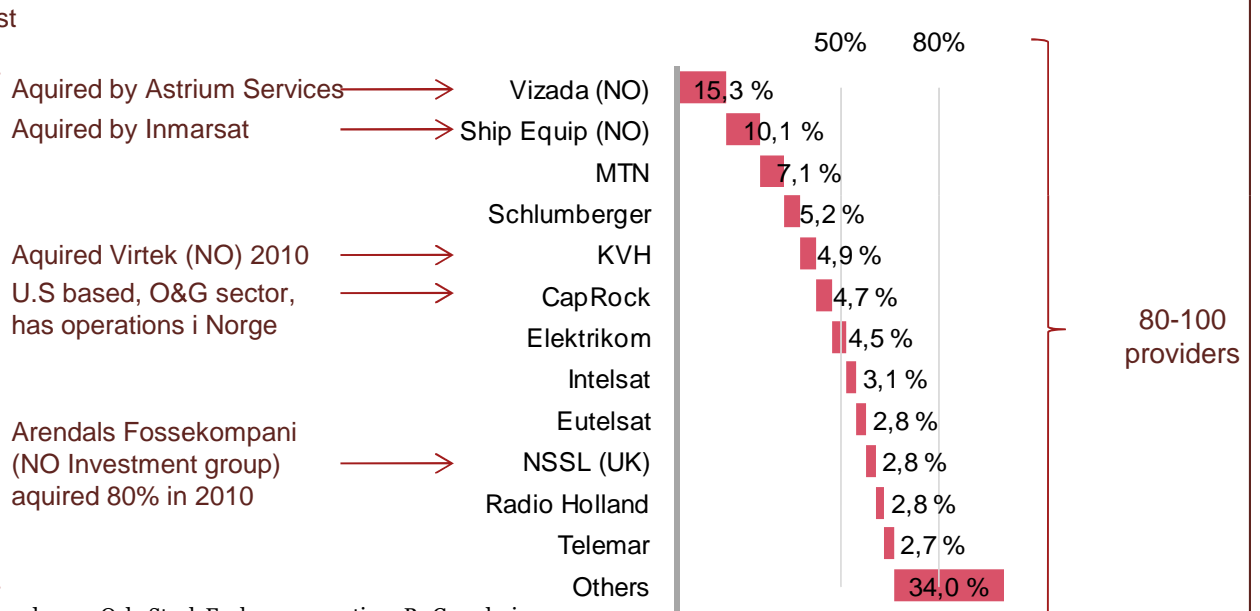 st
50% 80%
Aquired by Astrium Services Vizada (NO) 15,3 %
Aquired by Inmarsat Ship Equip (NO) 10,1 %
MTN 7,1 %
Schlumberger 5,2 %
Aquired Virtek (NO) 2010 KVH 4,9 %
U.S based, O&G sector, CapRock 4,7 %
has operations i Norge
Elektrikom 4,5 %
80-100
providers
Intelsat 3,1 %
Eutelsat 2,8 %
Arendals Fossekompani
(NO Investment group) NSSL (UK) 2,8 %
aquired 80% in 2010
Radio Holland 2,8 %
Telemar 2,7 %
Others 34,0 %